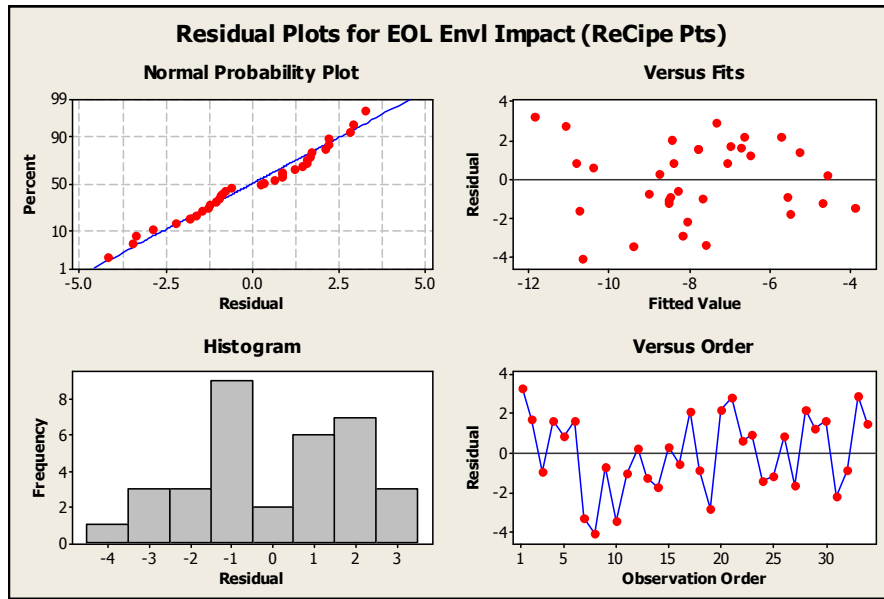 Residual Plots for EOL Envl Impact (ReCipe Pts)
Normal Probability Plot
99
90
50
10
1
Percent
-5.0 -2.5 0.0 2.5 5.0
Residual
Versus Fits
4
2
0
-2
-4
Residual
-12 -10 -8 -6 -4
Fitted Value
Histogram
8
6
4
2
0
Frequency
-4 -3 -2 -1 0 1 2 3
Residual
Versus Order
4
2
0
-2
-4
Residual
1 5 10 15 20 25 30
Observation Order